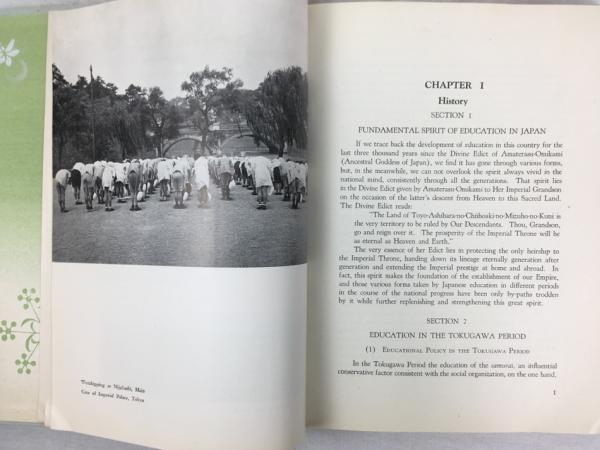 Worshipping at Nijubashi, Main
Gate of Imperial Palace, Tokyo
CHAPTER I
History
SECTION 1
FUNDAMENTAL SPIRIT OF EDUCATION IN JAPAN
If we trace back the development of education in this country for the
last three thousand years since the Divine Edict of Amaterasu-Omikami
(Ancestral Goddess of Japan), we find it has gone through various forms,
but, in the meanwhile, we can not overlook the spirit always vivid in the
national mind, consistently through all the generations. That spirit lies
in the Divine Edict given by Amaterasu-Omikami to Her Imperial Grandson
on the occasion of the latter's descent from Heaven to this Sacred Land.
The Divine Edict reads:
"The Land of Toyo-Ashihara-no-Chihoaki-no-Mizuho-no-Kuni is
the very territory to be ruled by Our Descendants. Thou, Grandson,
go and reign over it. The prosperity of the Imperial Throne will be
as eternal as Heaven and Earth."
The very essence of her Edict lies in protecting the only heirship to
the Imperial Throne, handing down its lineage eternally generation after
generation and extending the Imperial prestige at home and abroad. In
fact, this spirit makes the foundation of the establishment of our Empire,
and those various forms taken by Japanese education in different periods
in the course of the national progress have been only by-paths trodden
by it while further replenishing and strengthening this great spirit.
SECTION 2
EDUCATION IN THE TOKUGAWA PERIOD
(1) EDUCATIONAL POLICY IN THE TOKUGAWA PERIOD
In the Tokugawa Period the education of the samurai, an influential
conservative factor consistent with the social organization, on the one hand,
1